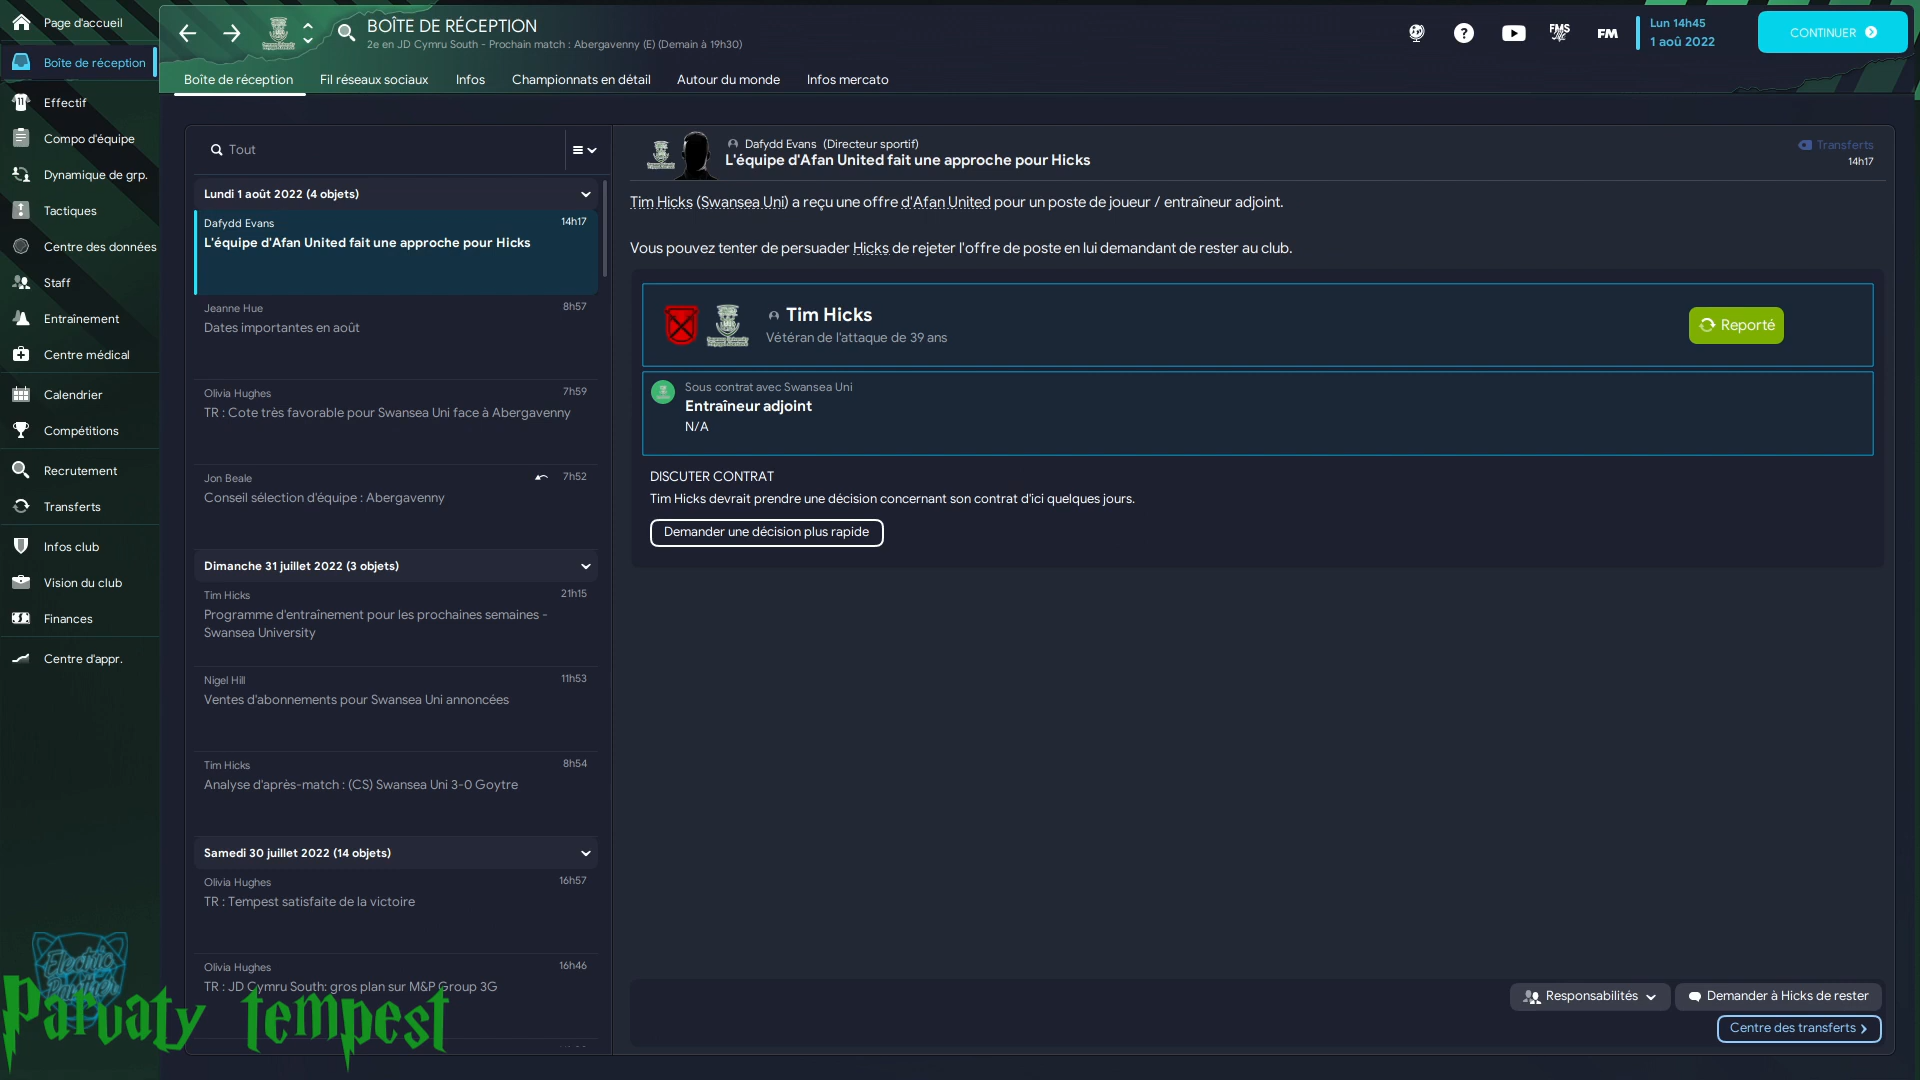 Page d'accueil
Boîte de réception
Effectif
Compo d'équipe
Dynamique de grp.
Tactiques
Centre des données
Staff
Entraînement
Centre médical
Calendrier
Compétitions
Recrutement
Transferts
Infos club
Vision du club
Finances
Centre d'appr.
BOÎTE DE RÉCEPTION
2e en JD Cymru South - Prochain match : Abergavenny (E) (Demain à 19h30)
FMS
FM
Lun 14h45
1 aoû 2022
CONTINUER
Boîte de réception
Fil réseaux sociaux
Infos
Championnats en détail
Autour du monde
Infos mercato
Tout
Lundi 1 août 2022 (4 objets)
Dafydd Evans 14h17
L'équipe d'Afan United fait une approche pour Hicks
Jeanne Hue 8h57
Dates importantes en août
Olivia Hughes 7h59
TR : Cote très favorable pour Swansea Uni face à Abergavenny
Jon Beale 7h52
Conseil sélection d'équipe : Abergavenny
Dimanche 31 juillet 2022 (3 objets)
Tim Hicks 21h15
Programme d'entraînement pour les prochaines semaines -
Swansea University
Nigel Hill 11h53
Ventes d'abonnements pour Swansea Uni annoncées
Tim Hicks 8h54
Analyse d'après-match : (CS) Swansea Uni 3-0 Goytre
Samedi 30 juillet 2022 (14 objets)
Olivia Hughes 16h57
TR : Tempest satisfaite de la victoire
Olivia Hughes 16h46
TR : JD Cymru South: gros plan sur M&P Group 3G
Dafydd Evans (Directeur sportif)
L'équipe d'Afan United fait une approche pour Hicks
Transferts
14h17
Tim Hicks (Swansea Uni) a reçu une offre d'Afan United pour un poste de joueur / entraîneur adjoint.
Vous pouvez tenter de persuader Hicks de rejeter l'offre de poste en lui demandant de rester au club.
Tim Hicks
Vétéran de l'attaque de 39 ans
Reporté
Sous contrat avec Swansea Uni
Entraîneur adjoint
N/A
DISCUTER CONTRAT
Tim Hicks devrait prendre une décision concernant son contrat d'ici quelques jours.
Demander une décision plus rapide
Responsabilités
Demander à Hicks de rester
Centre des transferts
Electric
Panther
Parvaty tempest